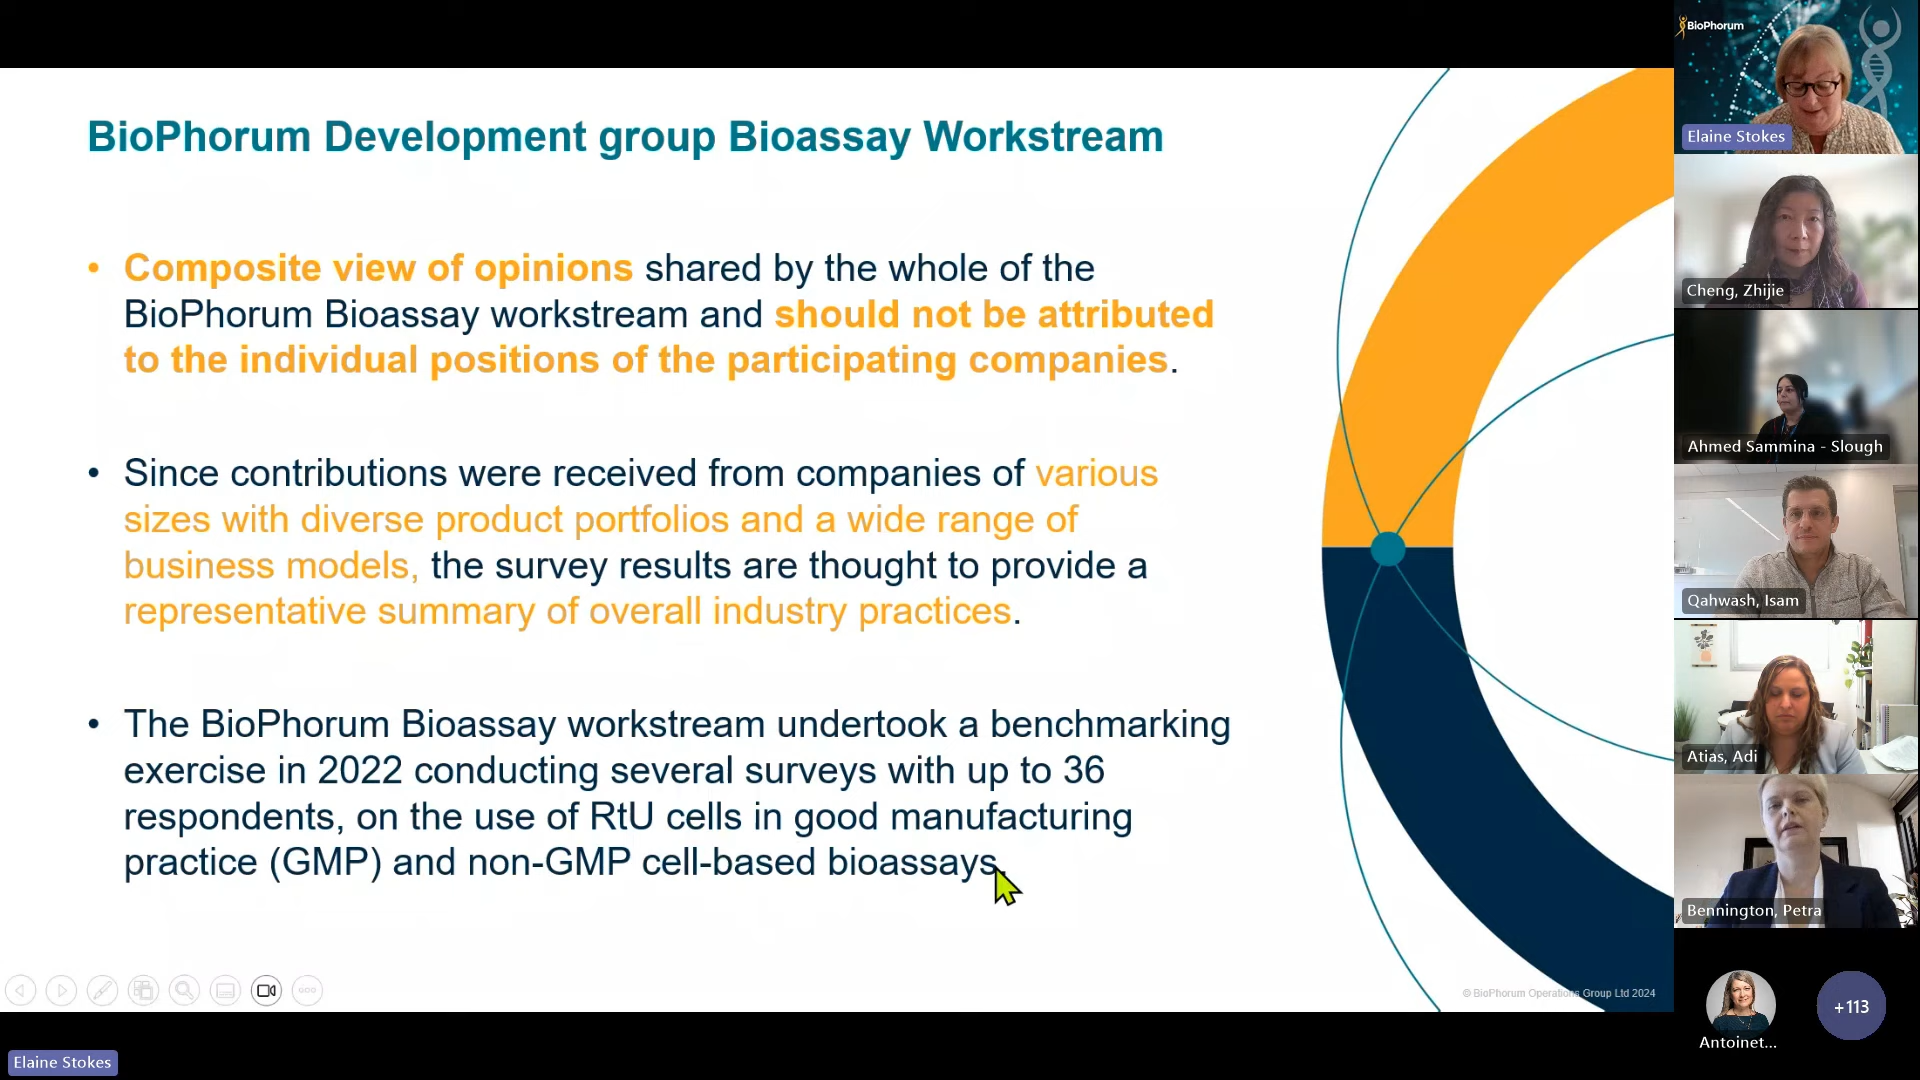 BioPhorum Development group Bioassay Workstream
• Composite view of opinions shared by the whole of the
BioPhorum Bioassay workstream and should not be attributed
to the individual positions of the participating companies.
• Since contributions were received from companies of various
sizes with diverse product portfolios and a wide range of
business models, the survey results are thought to provide a
representative summary of overall industry practices.
• The BioPhorum Bioassay workstream undertook a benchmarking
exercise in 2022 conducting several surveys with up to 36
respondents, on the use of RtU cells in good manufacturing
practice (GMP) and non-GMP cell-based bioassays.
© BioPhorum Operations Group Ltd 2024
Elaine Stokes
BioPhorum
Elaine Stokes
Cheng, Zhijie
Ahmed Sammina - Slough
Qahwash, Isam
Atias, Adi
Bennington, Petra
Antoinet...
+113